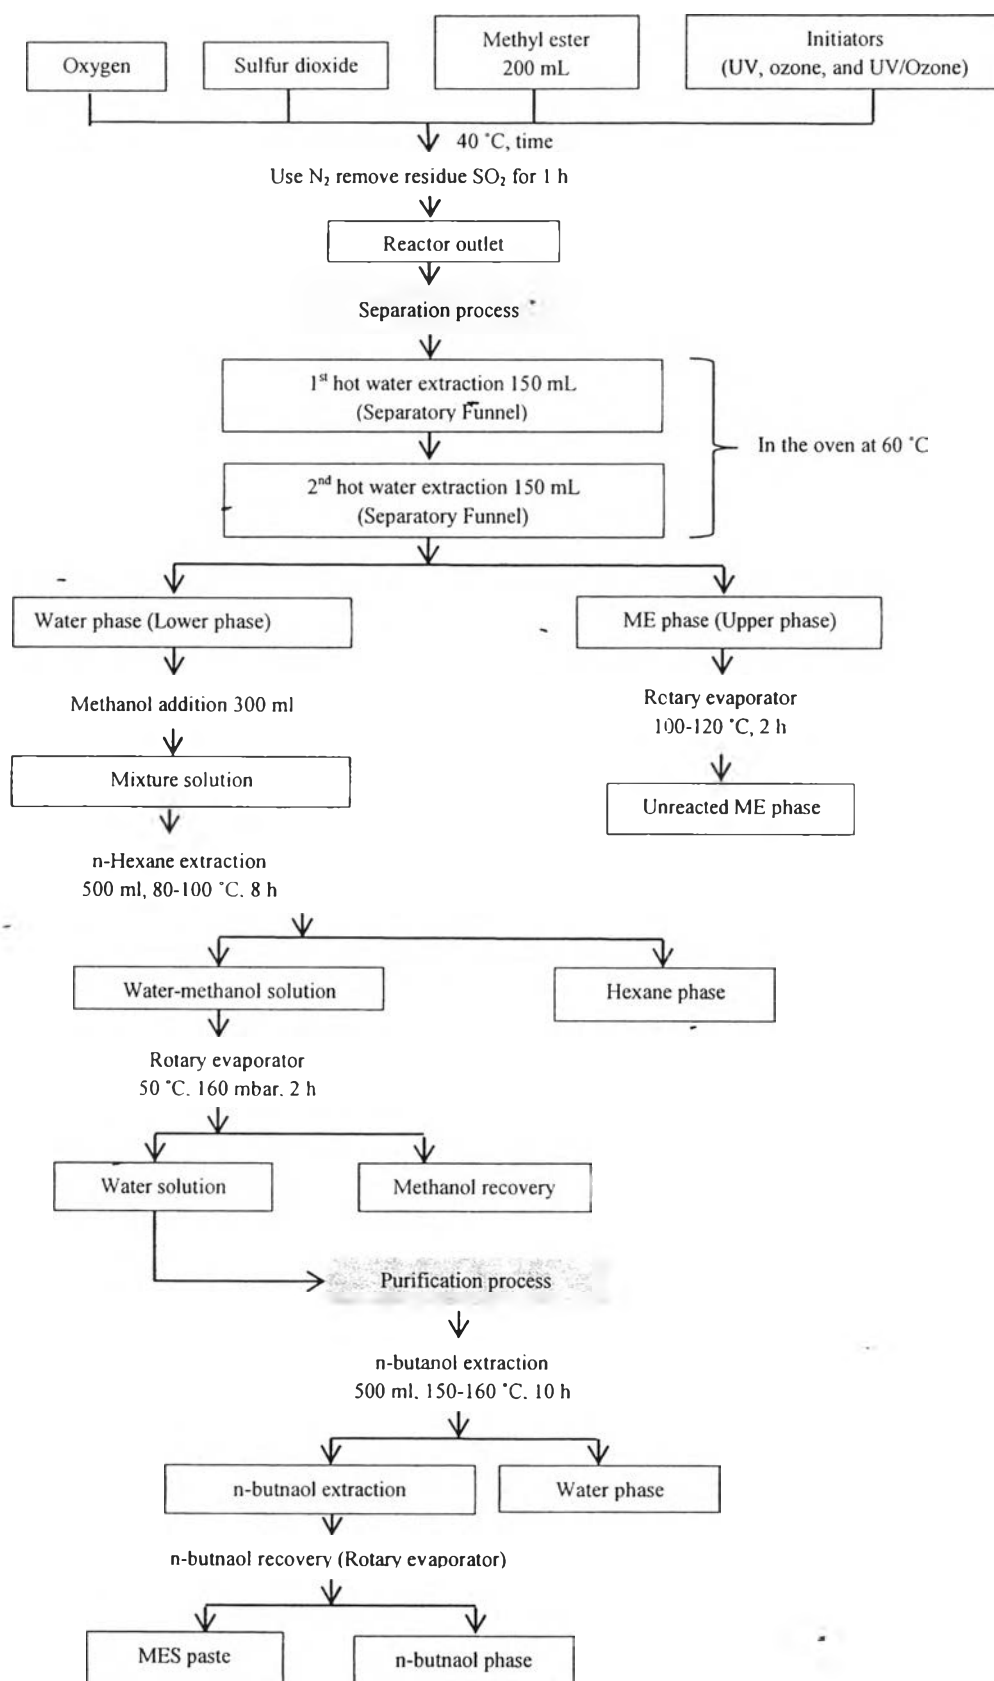 Oxygen
Sulfur dioxide
Methyl ester
200 mL
Initiators
(UV, ozone, and UV/Ozone)
40 °C, time
Use N₂ remove residue SO₂ for 1 h
Reactor outlet
Separation process
1st hot water extraction 150 mL
(Separatory Funnel)
2nd hot water extraction 150 mL
(Separatory Funnel)
In the oven at 60 °C
Water phase (Lower phase)
ME phase (Upper phase)
Methanol addition 300 ml
Rotary evaporator
100-120 °C, 2 h
Mixture solution
Unreacted ME phase
n-Hexane extraction
500 ml, 80-100 °C. 8 h
Water-methanol solution
Hexane phase
Rotary evaporator
50 °C. 160 mbar. 2 h
Water solution
Methanol recovery
Purification process
n-butanol extraction
500 ml. 150-160 °C. 10 h
n-butnaol extraction
Water phase
n-butnaol recovery (Rotary evaporator)
MES paste
n-butnaol phase